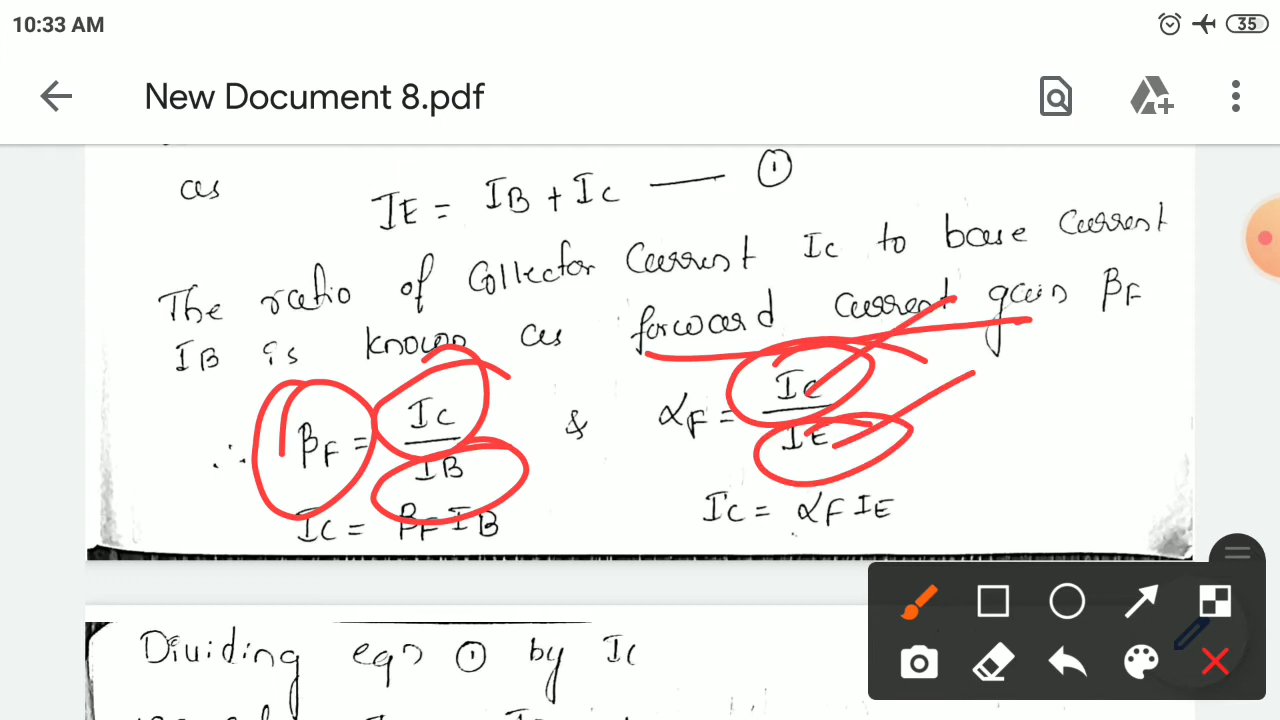 10:33 AM
35
New Document 8.pdf
as
IE = IB + IC — ①
The ratio of Collector Current IC to base current
IB is known as forward current gain βF
∴ βF = IC / IB & αF = IC / IE
IC = βF IB
IC = αF IE
Dividing eqn ① by IC